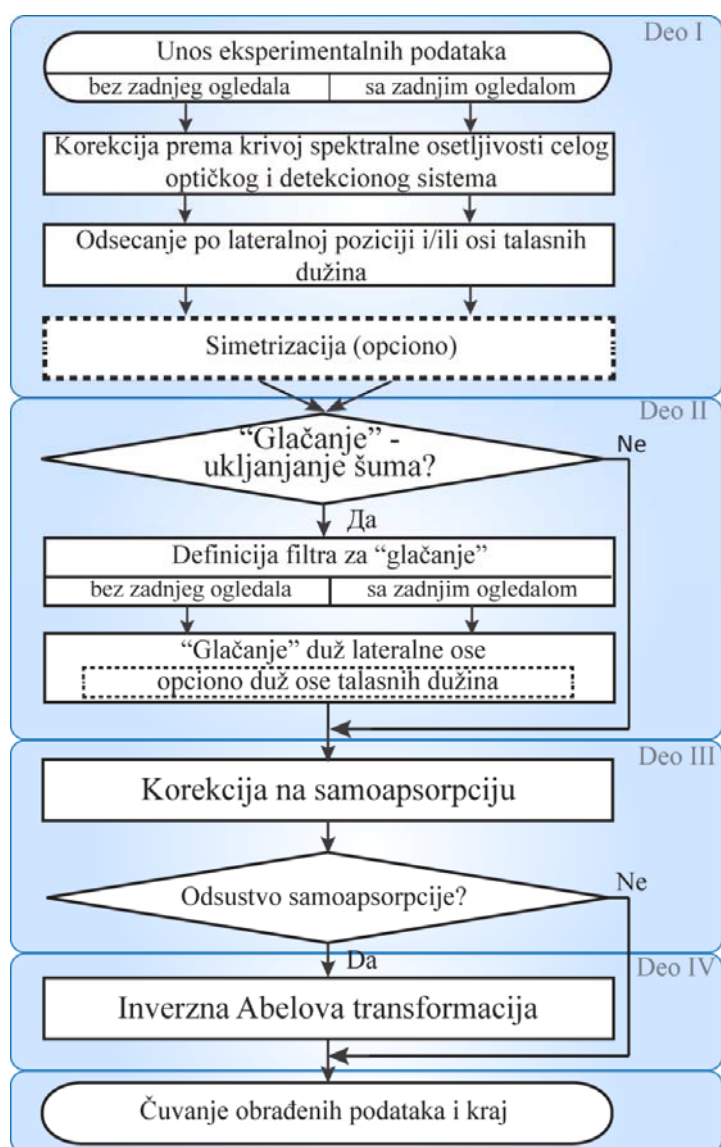 Deo I
Unos eksperimentalnih podataka
bez zadnjeg ogledala
sa zadnjim ogledalom
Korekcija prema krivoj spektralne osetljivosti celog
optičkog i detekcionog sistema
Odsecanje po lateralnoj poziciji i/ili osi talasnih
dužina
Simetrizacija (opciono)
Deo II
“Glačanje” -
ukljanjanje šuma?
Ne
Да
Definicija filtra za “glačanje”
bez zadnjeg ogledala
sa zadnjim ogledalom
“Glačanje” duž lateralne ose
opciono duž ose talasnih dužina
Deo III
Korekcija na samoapsorpciju
Odsustvo samoapsorpcije?
Ne
Da
Deo IV
Inverzna Abelova transformacija
Čuvanje obrađenih podataka i kraj